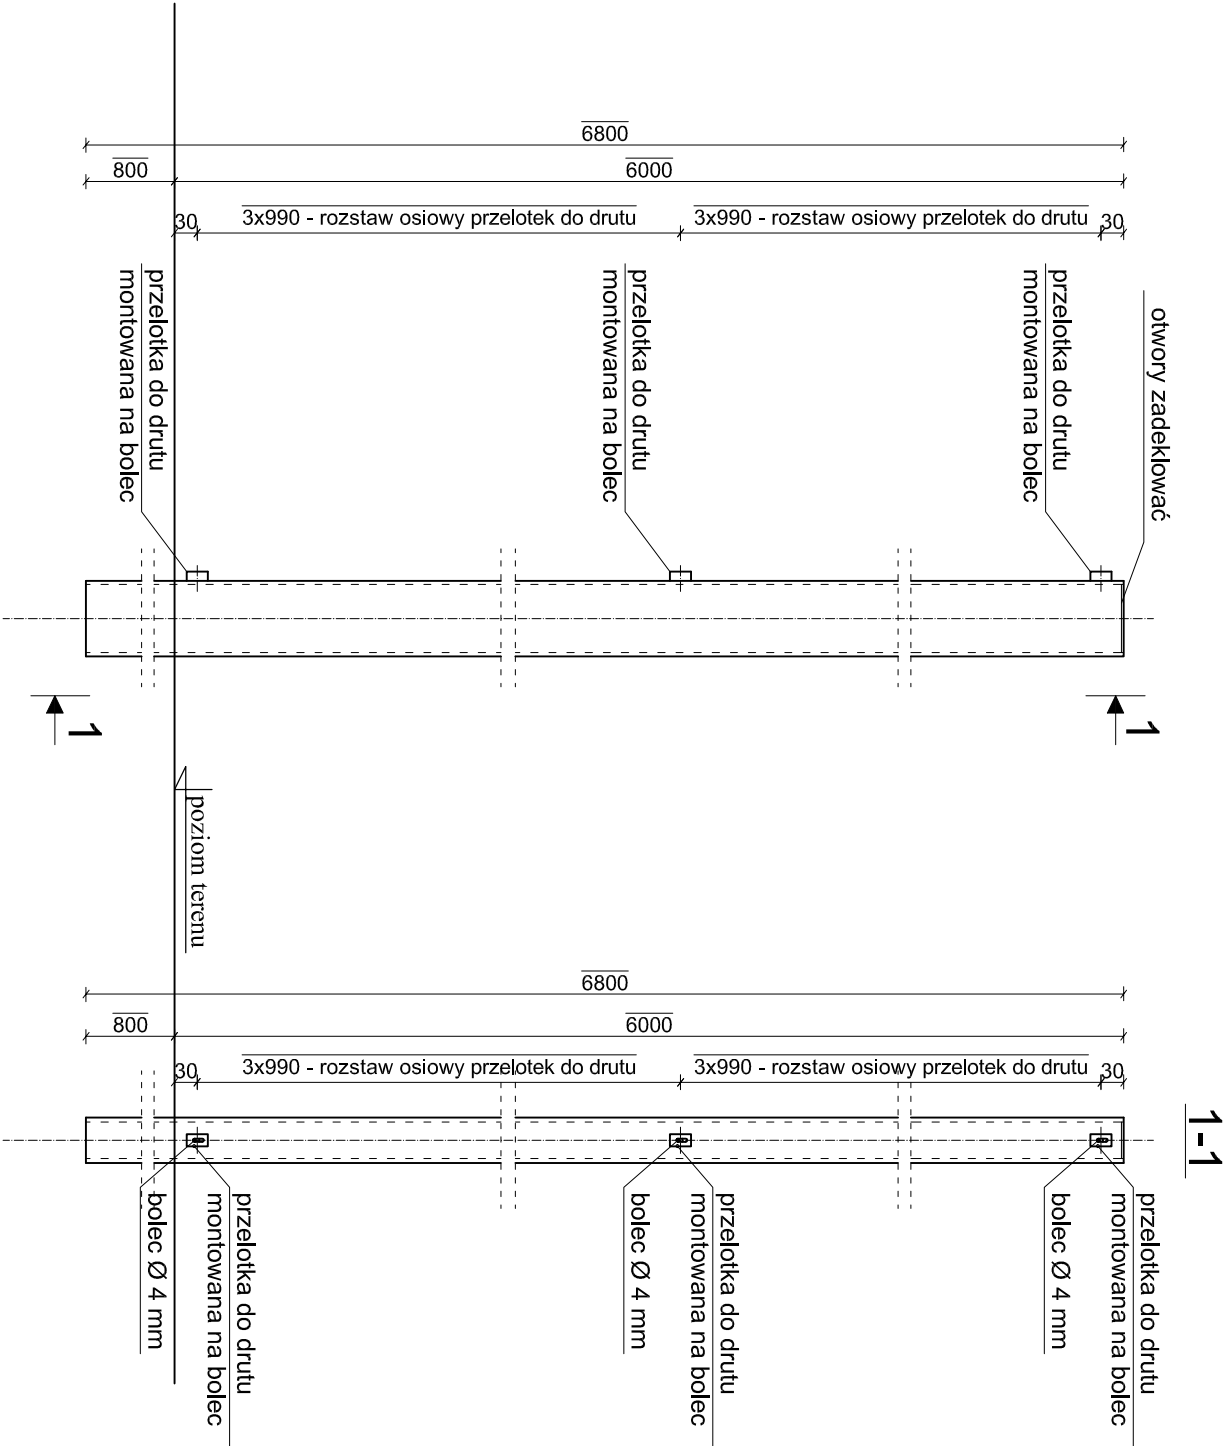 6800
800
6000
30
3x990 - rozstaw osiowy przelotek do drutu
3x990 - rozstaw osiowy przelotek do drutu
30
przelotka do drutu
montowana na bolec
przelotka do drutu
montowana na bolec
przelotka do drutu
montowana na bolec
otwory zadeklować
1
1
poziom terenu
6800
800
6000
30
3x990 - rozstaw osiowy przelotek do drutu
3x990 - rozstaw osiowy przelotek do drutu
30
1-1
przelotka do drutu
montowana na bolec
bolec Ø 4 mm
przelotka do drutu
montowana na bolec
bolec Ø 4 mm
przelotka do drutu
montowana na bolec
bolec Ø 4 mm